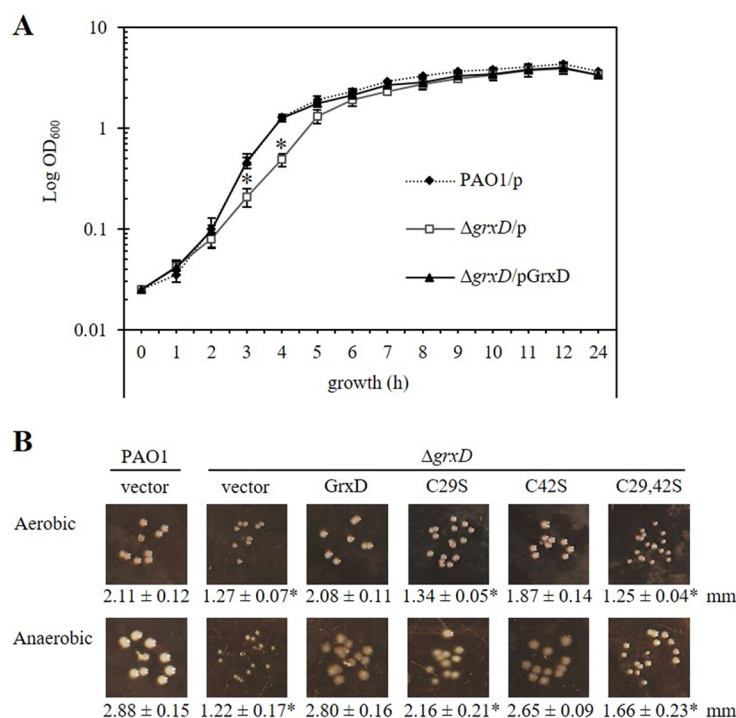 A
10
1
0.1
0.01
Log OD600
0 1 2 3 4 5 6 7 8 9 10 11 12 24
growth (h)
* *
PAO1/p
ΔgrxD/p
ΔgrxD/pGrxD
B
PAO1 ΔgrxD
vector vector GrxD C29S C42S C29,42S
Aerobic
2.11 ± 0.12 1.27 ± 0.07* 2.08 ± 0.11 1.34 ± 0.05* 1.87 ± 0.14 1.25 ± 0.04* mm
Anaerobic
2.88 ± 0.15 1.22 ± 0.17* 2.80 ± 0.16 2.16 ± 0.21* 2.65 ± 0.09 1.66 ± 0.23* mm